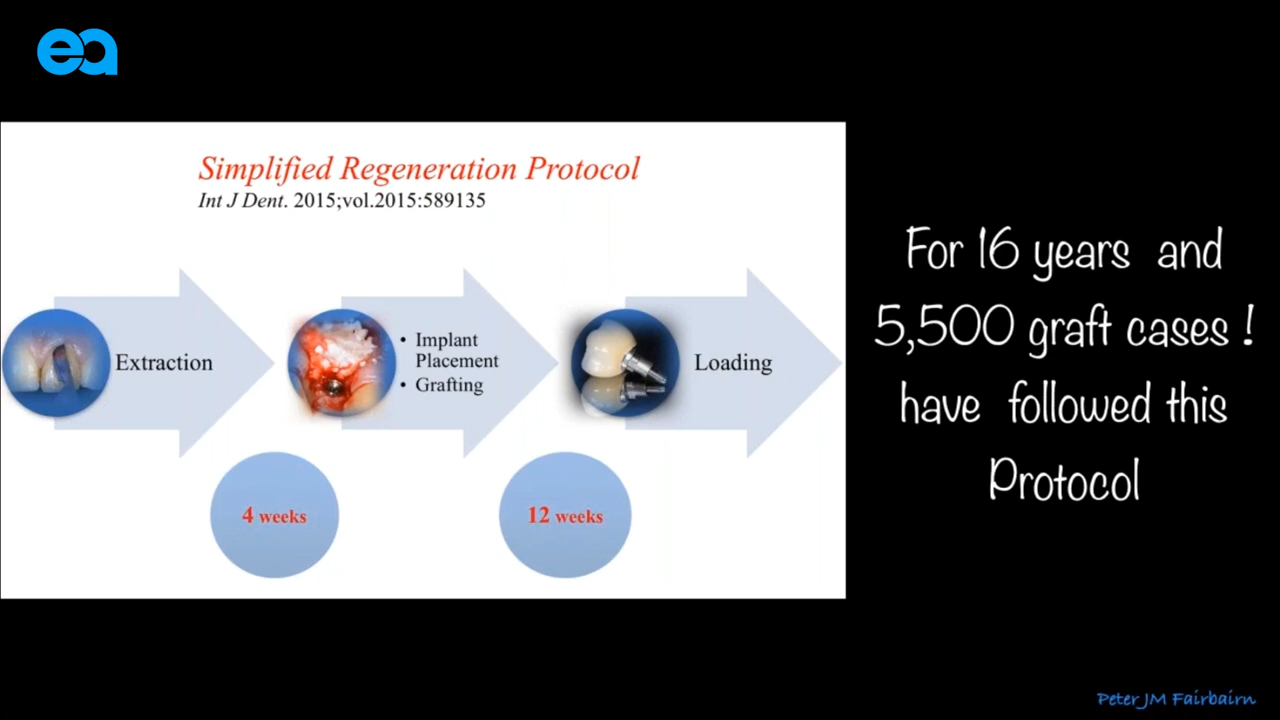 ea
Simplified Regeneration Protocol
Int J Dent. 2015;vol.2015:589135
Extraction
• Implant
Placement
• Grafting
Loading
4 weeks
12 weeks
For 16 years and
5,500 graft cases !
have followed this
Protocol
Peter JM Fairbairn